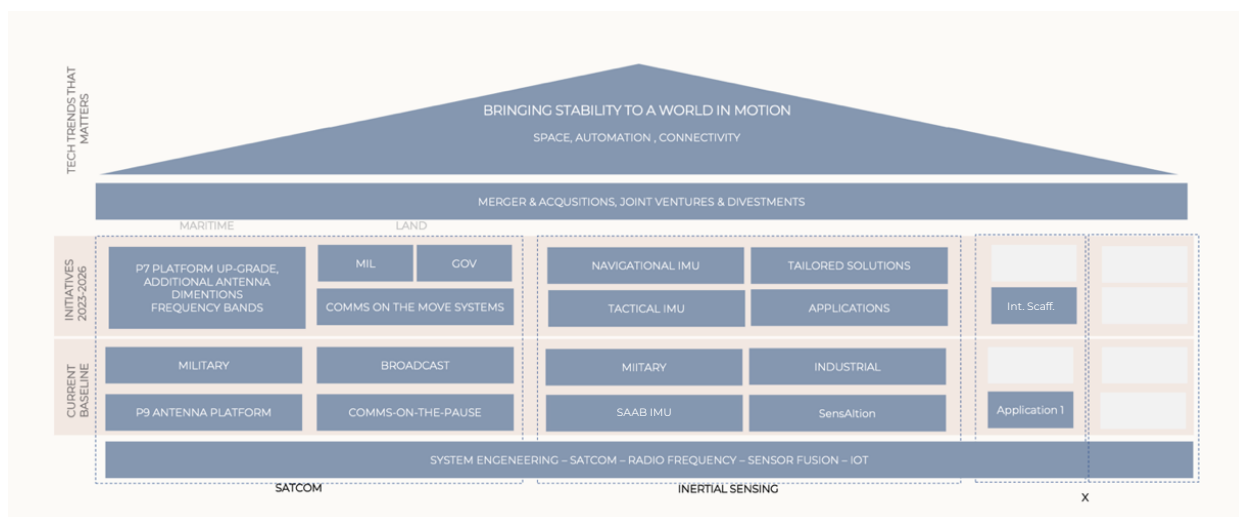 TECH TRENDS THAT
MATTERS
BRINGING STABILITY TO A WORLD IN MOTION
SPACE, AUTOMATION , CONNECTIVITY
MERGER & ACQUSITIONS, JOINT VENTURES & DIVESTMENTS
MARITIME
LAND
INITIATIVES
2023-2026
P7 PLATFORM UP-GRADE,
ADDITIONAL ANTENNA
DIMENTIONS
FREQUENCY BANDS
MIL
GOV
COMMS ON THE MOVE SYSTEMS
NAVIGATIONAL IMU
TAILORED SOLUTIONS
TACTICAL IMU
APPLICATIONS
Int. Scaff.
CURRENT
BASELINE
MILITARY
BROADCAST
P9 ANTENNA PLATFORM
COMMS-ON-THE-PAUSE
MIITARY
INDUSTRIAL
SAAB IMU
SensAItion
Application 1
SYSTEM ENGENEERING – SATCOM – RADIO FREQUENCY – SENSOR FUSION – IOT
SATCOM
INERTIAL SENSING
X